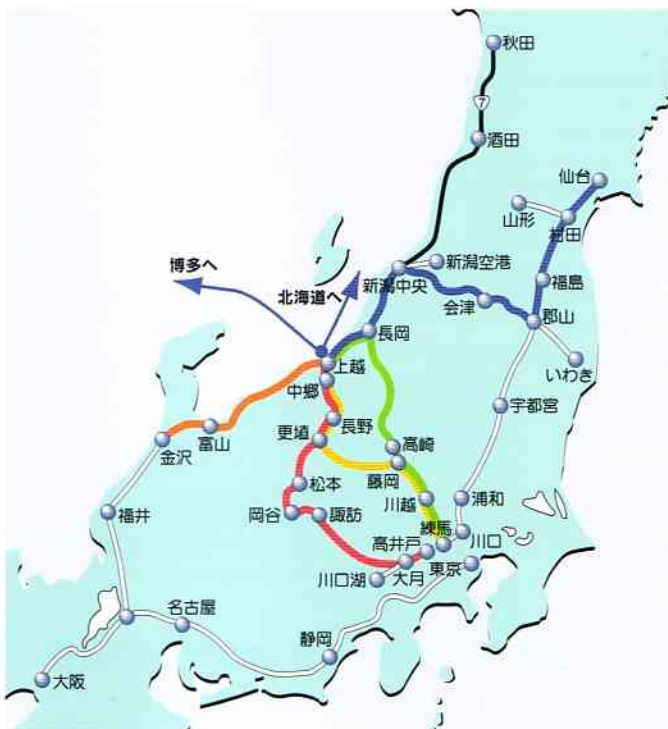 秋田
7
酒田
仙台
山形
村田
博多へ
北海道へ
新潟中央
新潟空港
福島
会津
郡山
長岡
いわき
上越
中郷
宇都宮
長野
更埴
高崎
富山
金沢
藤岡
松本
川越
浦和
岡谷
諏訪
福井
練馬
川口
高井戸
東京
川口湖
大月
名古屋
静岡
大阪